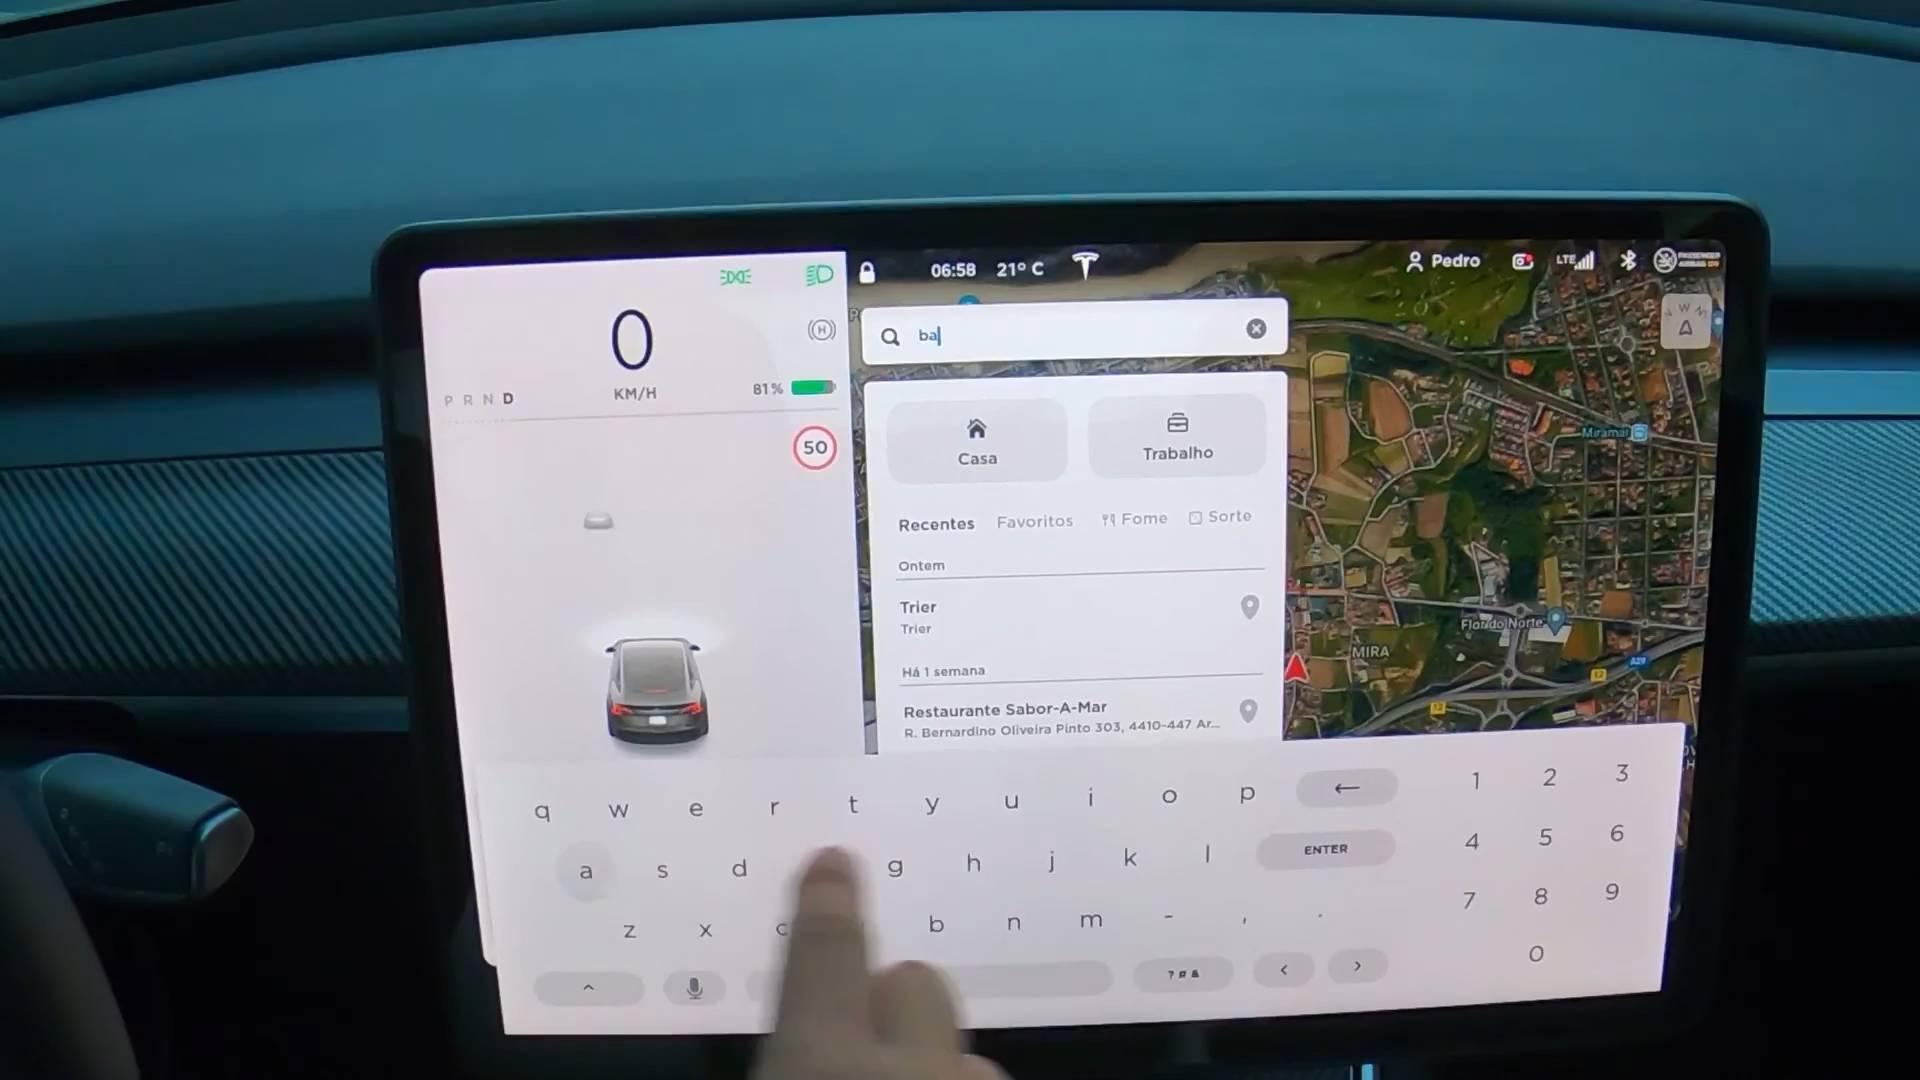 06:58 21° C
Pedro
LTE
0
KM/H
P R N D
81%
50
ba
Casa
Trabalho
Recentes Favoritos Fome Sorte
Ontem
Trier
Trier
Há 1 semana
Restaurante Sabor-A-Mar
R. Bernardino Oliveira Pinto 303, 4410-447 Ar...
N W
Miramar
Flor do Norte
MIRA
A29
q w e r t y u i o p ← 1 2 3
a s d g h j k l ENTER 4 5 6
z x c b n m - , . 7 8 9
?#& < > 0